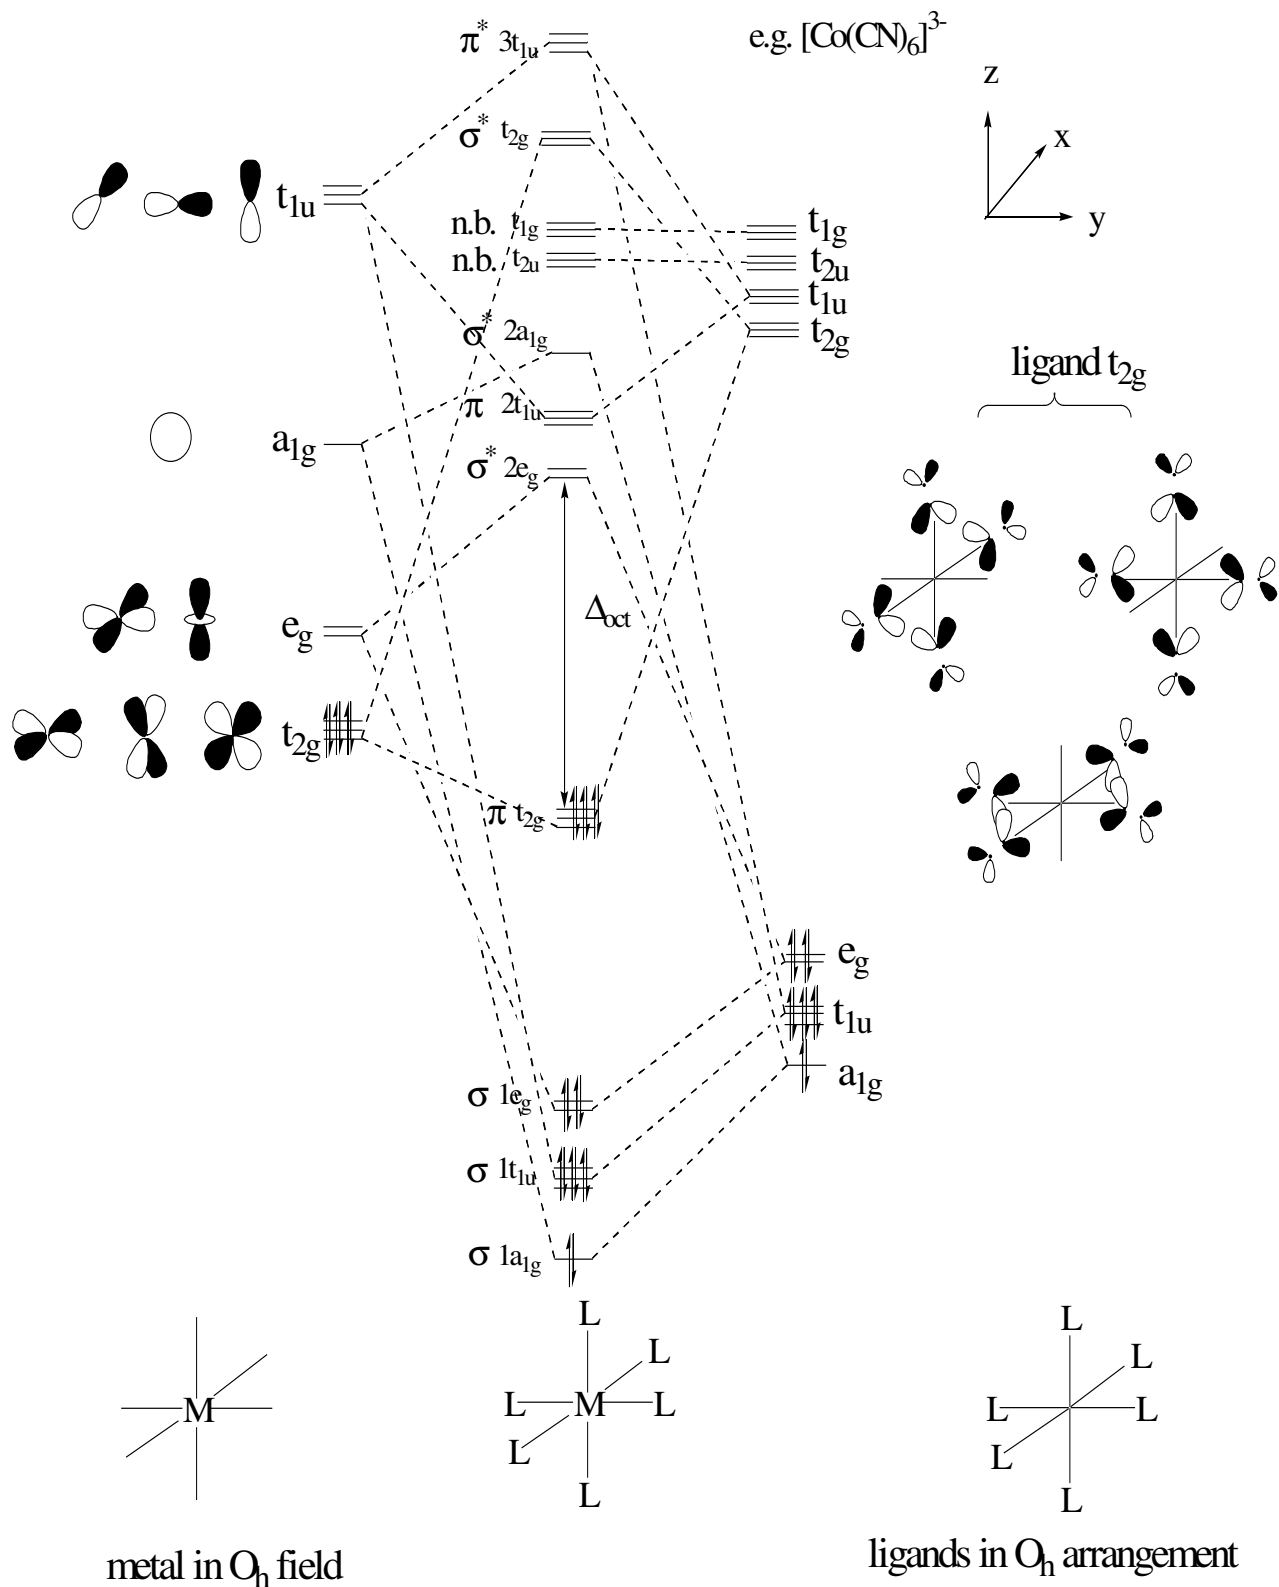 π* 3t1u
e.g. [Co(CN)6]3-
z
x
y
σ* t2g
t1u
n.b. t1g
t1g
n.b. t2u
t2u
t1u
σ* 2a1g
t2g
ligand t2g
π 2t1u
a1g
σ* 2eg
Δoct
eg
t2g
π t2g
eg
t1u
a1g
σ 1eg
σ 1t1u
σ 1a1g
L
L
L M L
L
L
M
L
L
L L
L
L
metal in Oh field
ligands in Oh arrangement